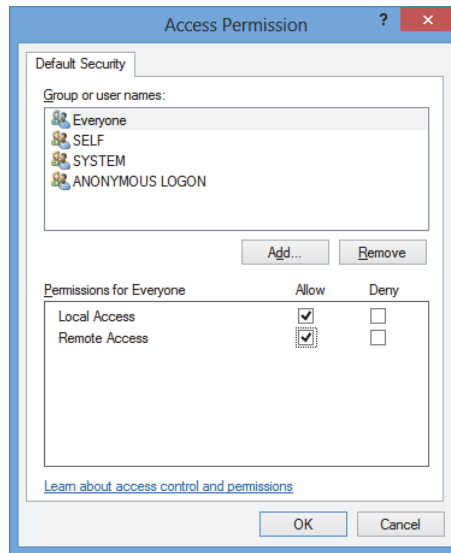 Access Permission ? ×
Default Security
Group or user names:
Everyone
SELF
SYSTEM
ANONYMOUS LOGON
Add... Remove
Permissions for Everyone Allow Deny
Local Access
Remote Access
Learn about access control and permissions
OK Cancel